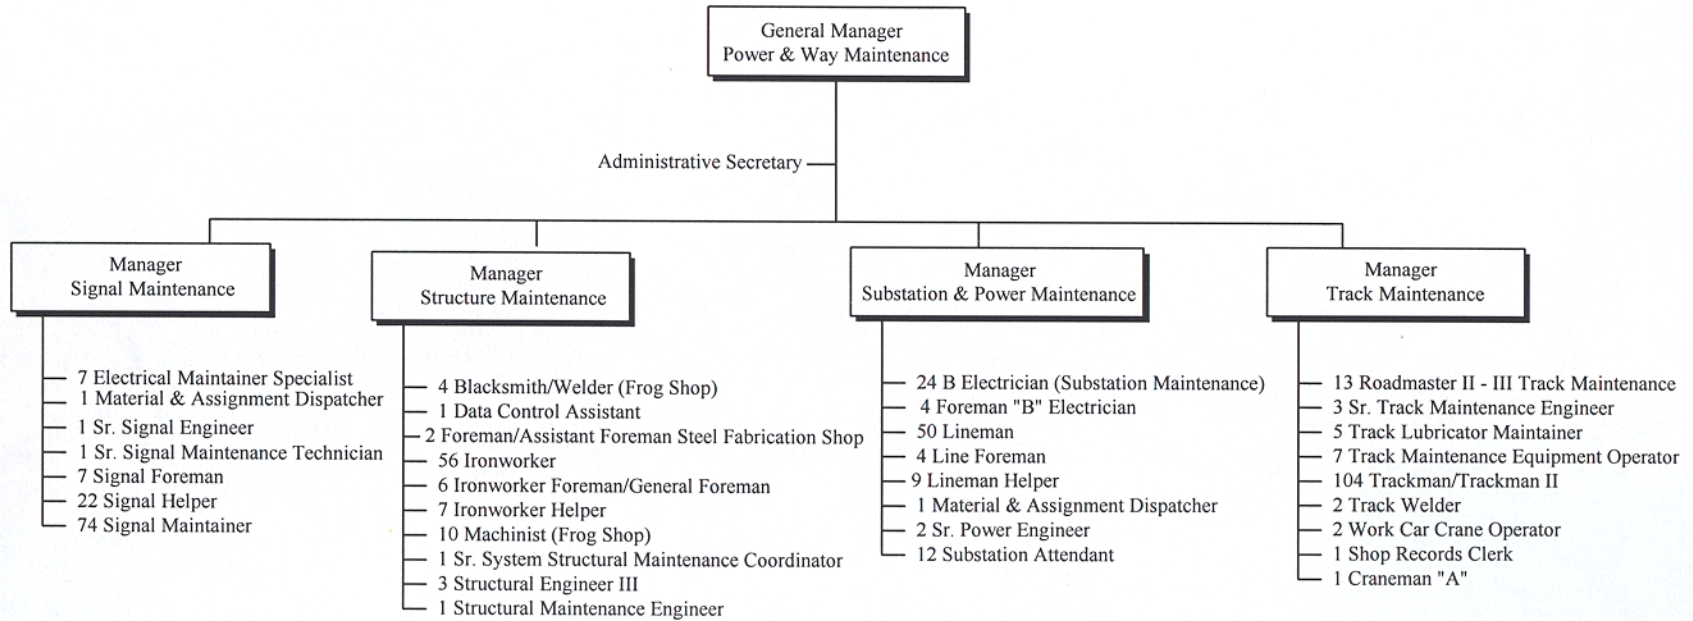 General Manager
Power & Way Maintenance
Administrative Secretary
Manager
Signal Maintenance
7 Electrical Maintainer Specialist
1 Material & Assignment Dispatcher
1 Sr. Signal Engineer
1 Sr. Signal Maintenance Technician
7 Signal Foreman
22 Signal Helper
74 Signal Maintainer
Manager
Structure Maintenance
4 Blacksmith/Welder (Frog Shop)
1 Data Control Assistant
2 Foreman/Assistant Foreman Steel Fabrication Shop
56 Ironworker
6 Ironworker Foreman/General Foreman
7 Ironworker Helper
10 Machinist (Frog Shop)
1 Sr. System Structural Maintenance Coordinator
3 Structural Engineer III
1 Structural Maintenance Engineer
Manager
Substation & Power Maintenance
24 B Electrician (Substation Maintenance)
4 Foreman "B" Electrician
50 Lineman
4 Line Foreman
9 Lineman Helper
1 Material & Assignment Dispatcher
2 Sr. Power Engineer
12 Substation Attendant
Manager
Track Maintenance
13 Roadmaster II - III Track Maintenance
3 Sr. Track Maintenance Engineer
5 Track Lubricator Maintainer
7 Track Maintenance Equipment Operator
104 Trackman/Trackman II
2 Track Welder
2 Work Car Crane Operator
1 Shop Records Clerk
1 Craneman "A"